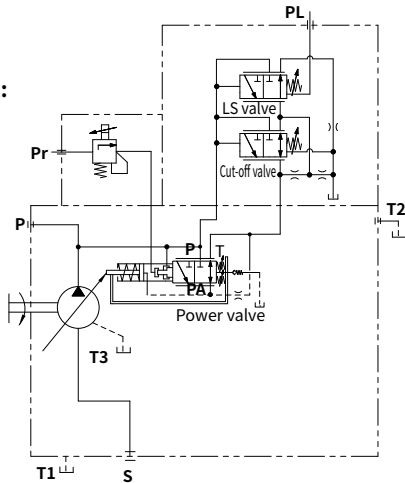 PL
:
LS valve
Pr
Cut-off valve
T2
P
P
T
PA
Power valve
T3
T1
S